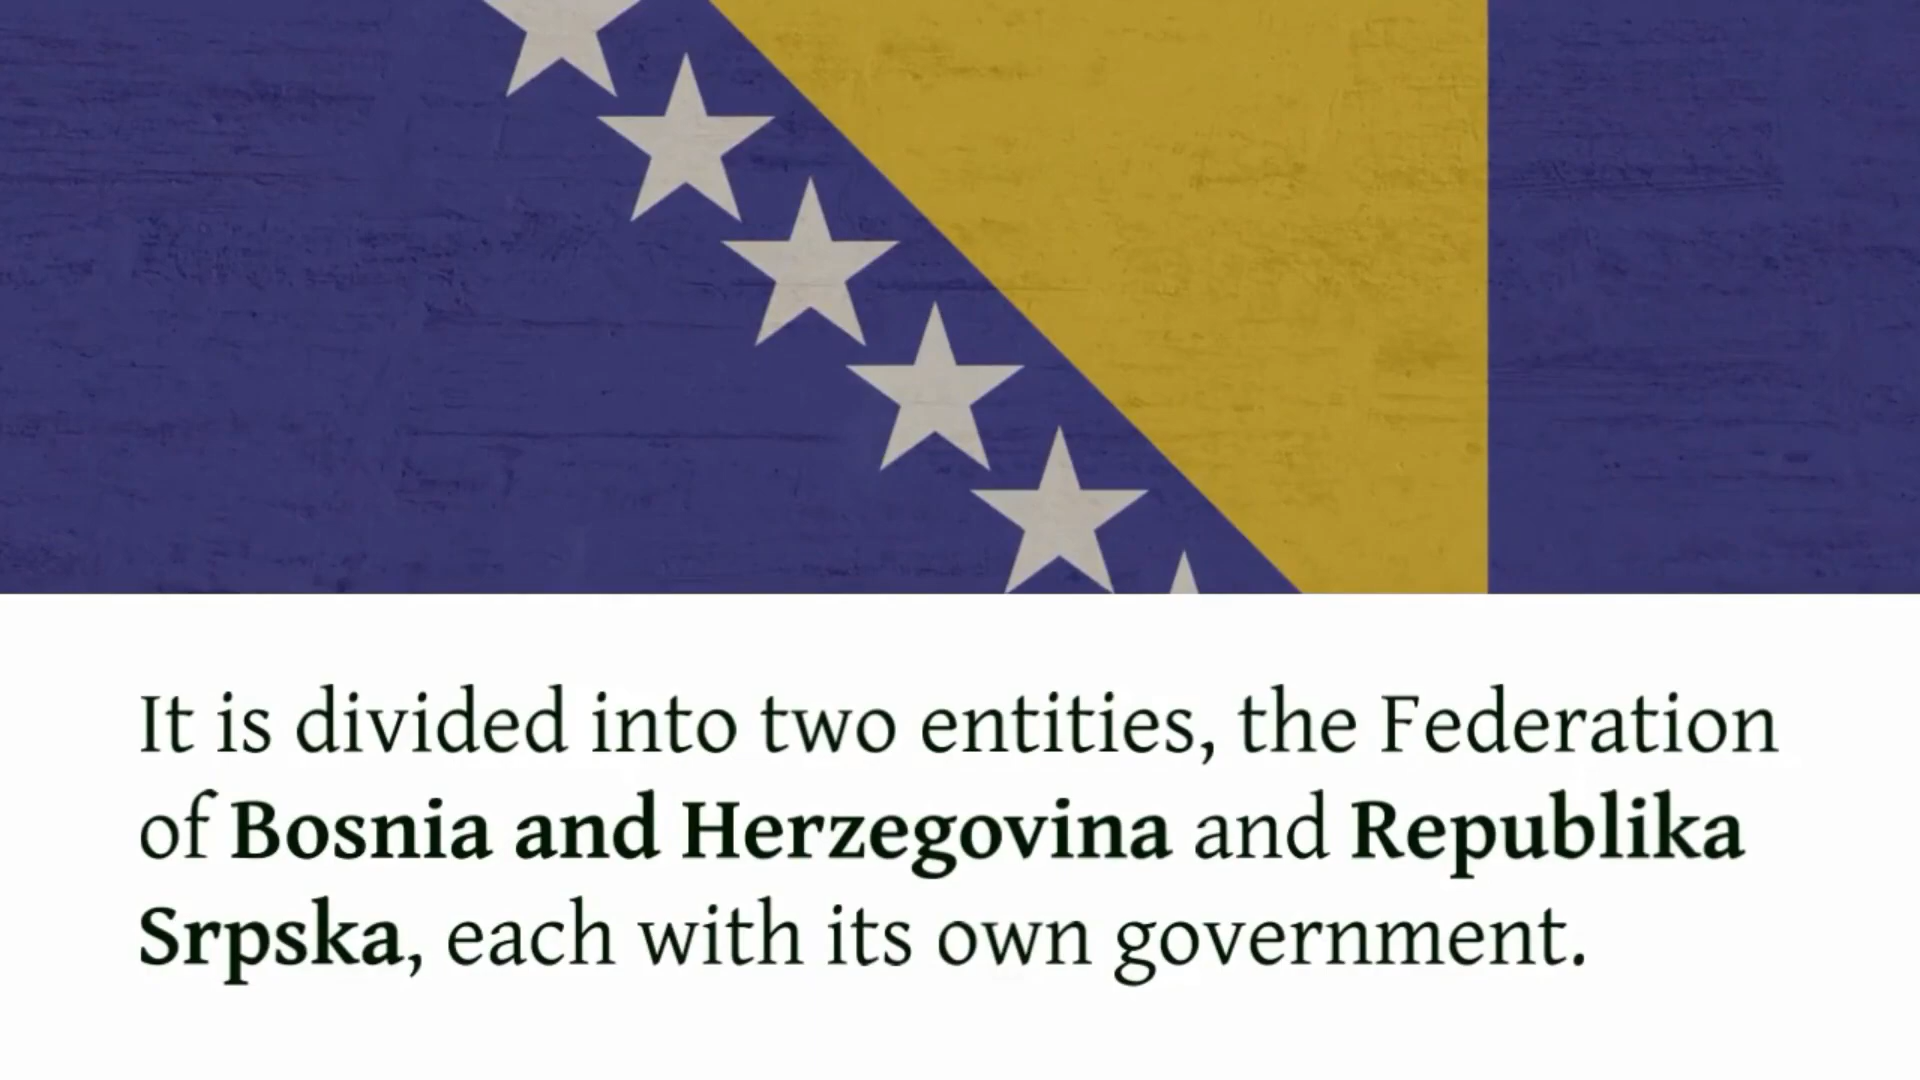 It is divided into two entities, the Federation
of Bosnia and Herzegovina and Republika
Srpska, each with its own government.